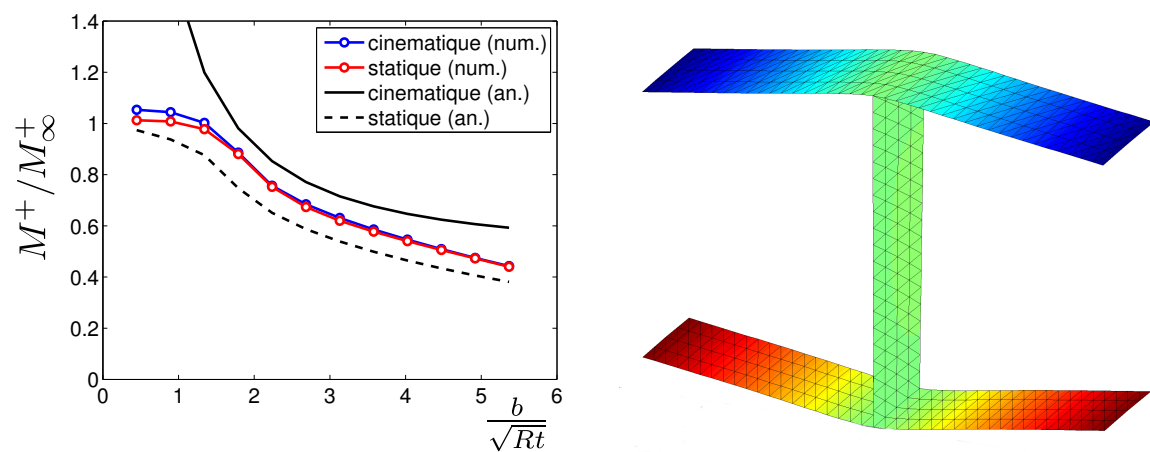 1.4
1.2
1
0.8
0.6
0.4
0.2
0
M⁺/M⁺∞
cinematique (num.)
statique (num.)
cinematique (an.)
statique (an.)
0 1 2 3 4 5 6
b
√Rt